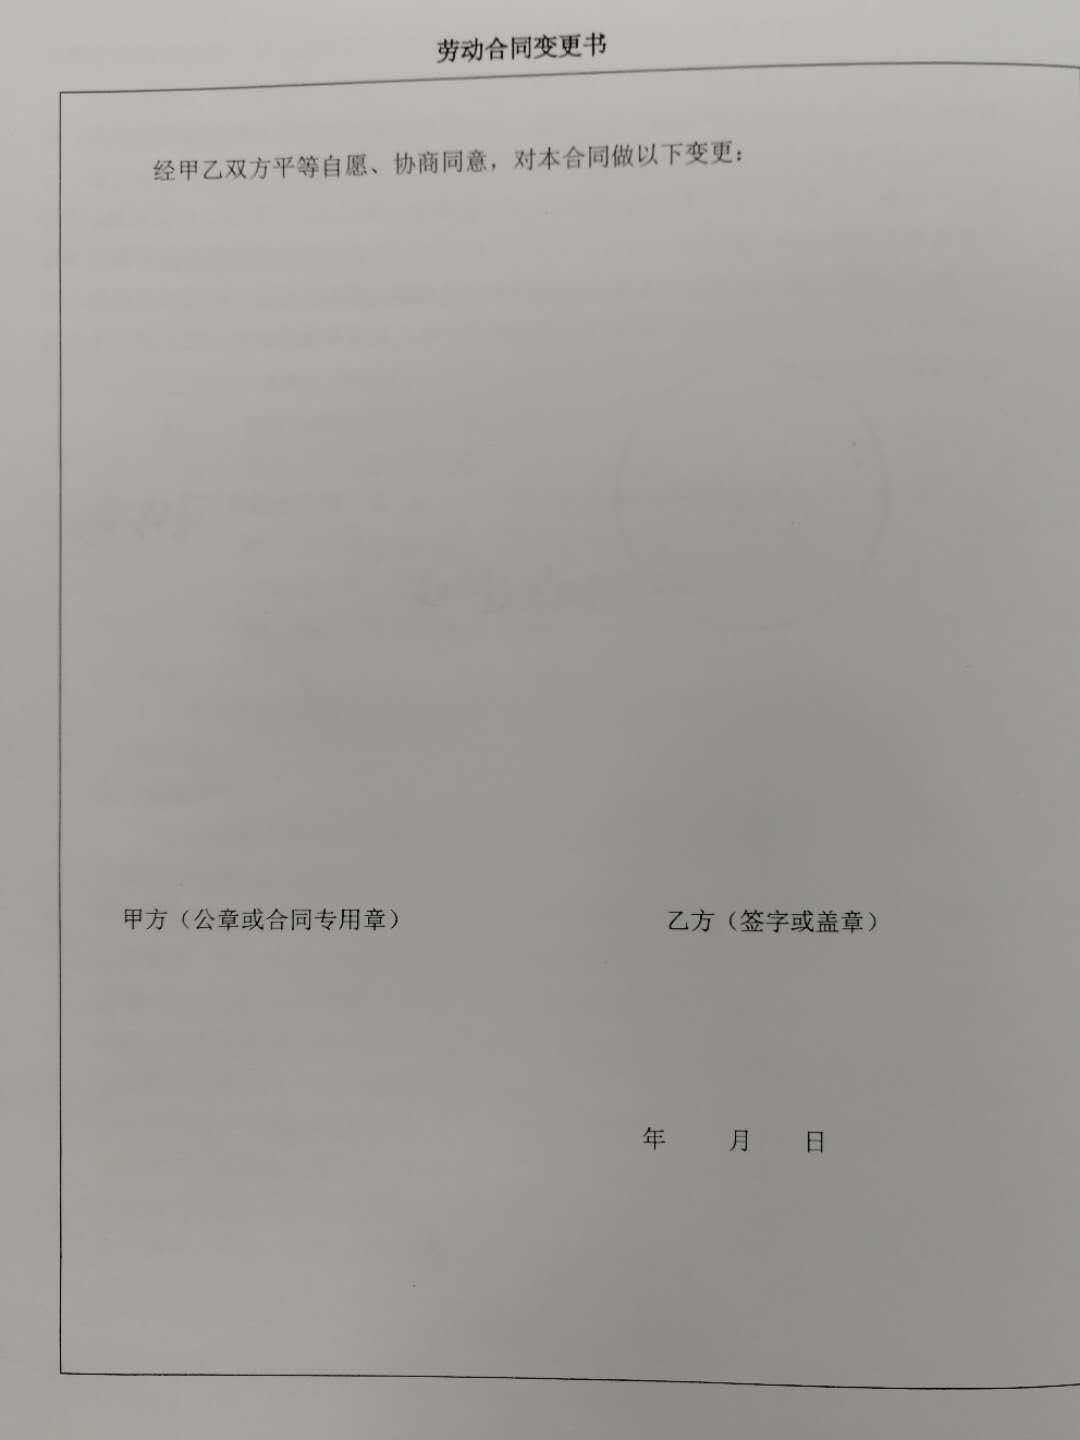 劳动合同变更书
经甲乙双方平等自愿、协商同意，对本合同做以下变更：
甲方（公章或合同专用章） 乙方（签字或盖章）
年 月 日